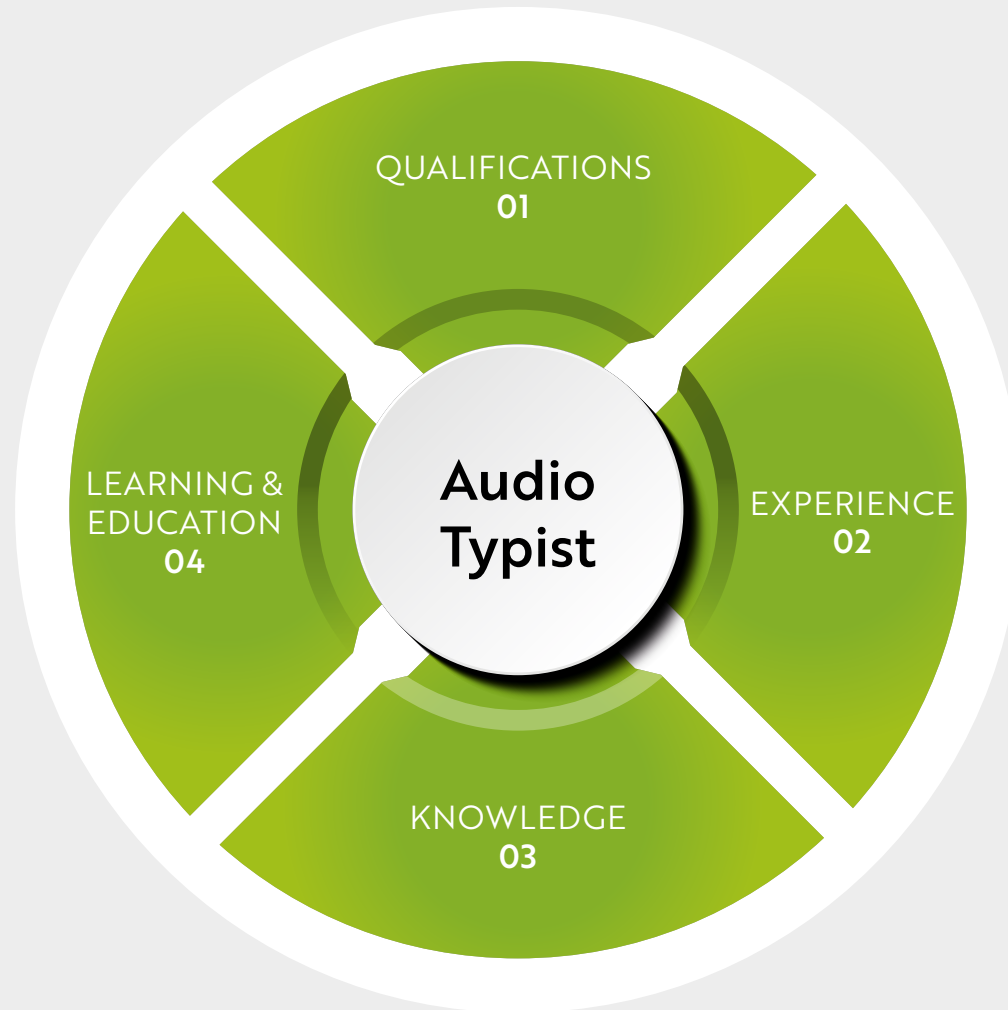 QUALIFICATIONS
01
EXPERIENCE
02
KNOWLEDGE
03
LEARNING &
EDUCATION
04
Audio
Typist